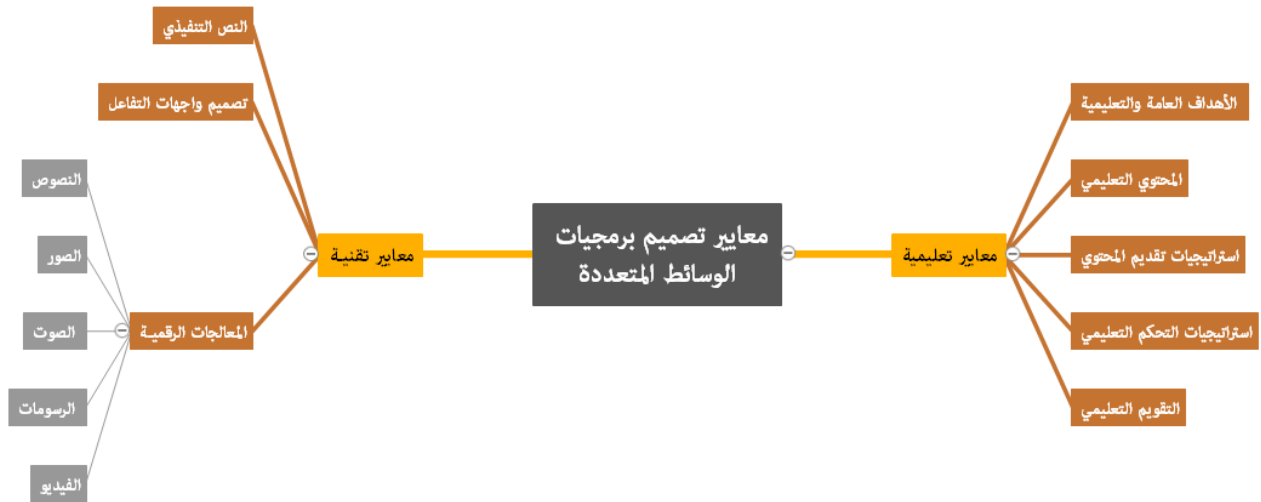 معايير تصميم برمجيات
الوسائط المتعددة
معايير تعليمية
الأهداف العامة والتعليمية
المحتوي التعليمي
استراتيجيات تقديم المحتوي
استراتيجيات التحكم التعليمي
التقويم التعليمي
معايير تقنية
النص التنفيذي
تصميم واجهات التفاعل
المعالجات الرقمية
النصوص
الصور
الصوت
الرسومات
الفيديو